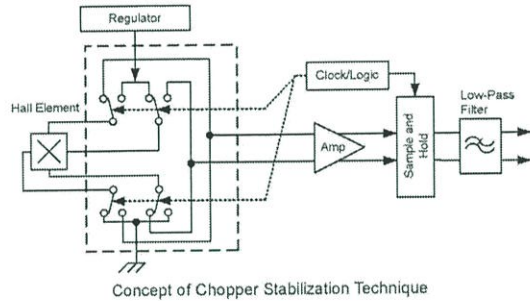 Regulator
Clock/Logic
Low-Pass
Filter
Hall Element
Amp
Sample and
Hold
Concept of Chopper Stabilization Technique